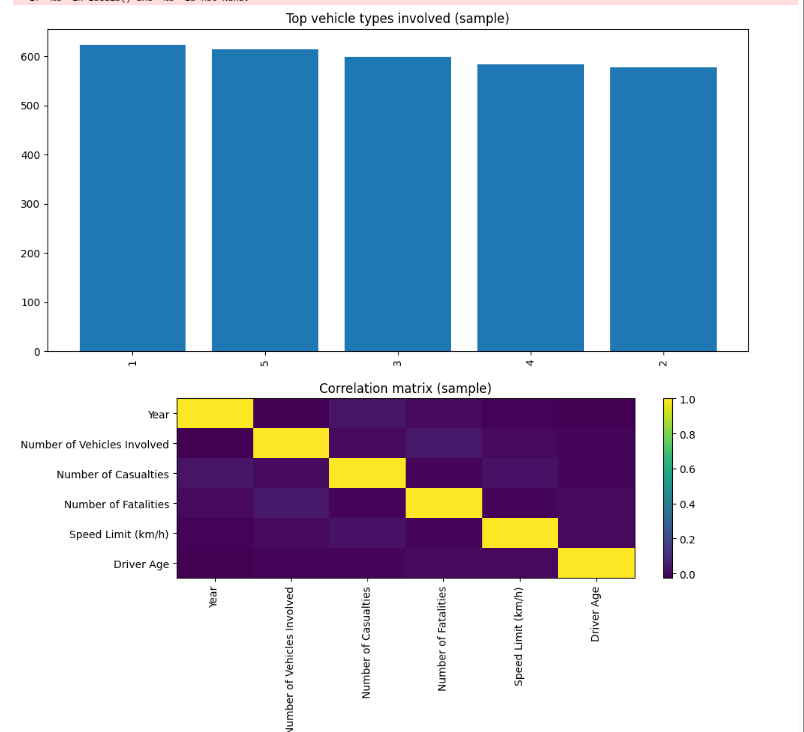 Top vehicle types involved (sample)
600
500
400
300
200
100
0
1 5 3 4 2
Correlation matrix (sample)
Year
Number of Vehicles Involved
Number of Casualties
Number of Fatalities
Speed Limit (km/h)
Driver Age
1.0
0.8
0.6
0.4
0.2
0.0
Year
Number of Vehicles Involved
Number of Casualties
Number of Fatalities
Speed Limit (km/h)
Driver Age